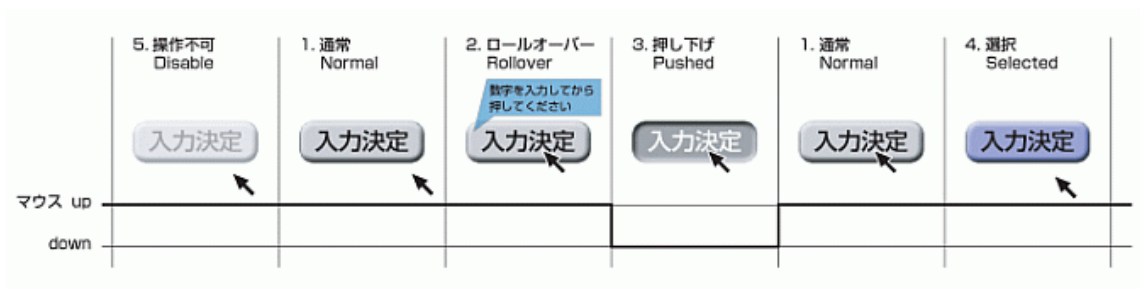 5. 操作不可
Disable
1. 通常
Normal
2. ロールオーバー
Rollover
3. 押し下げ
Pushed
1. 通常
Normal
4. 選択
Selected
数字を入力してから
押してください
入力決定
入力決定
入力決定
入力決定
入力決定
入力決定
マウス up
down